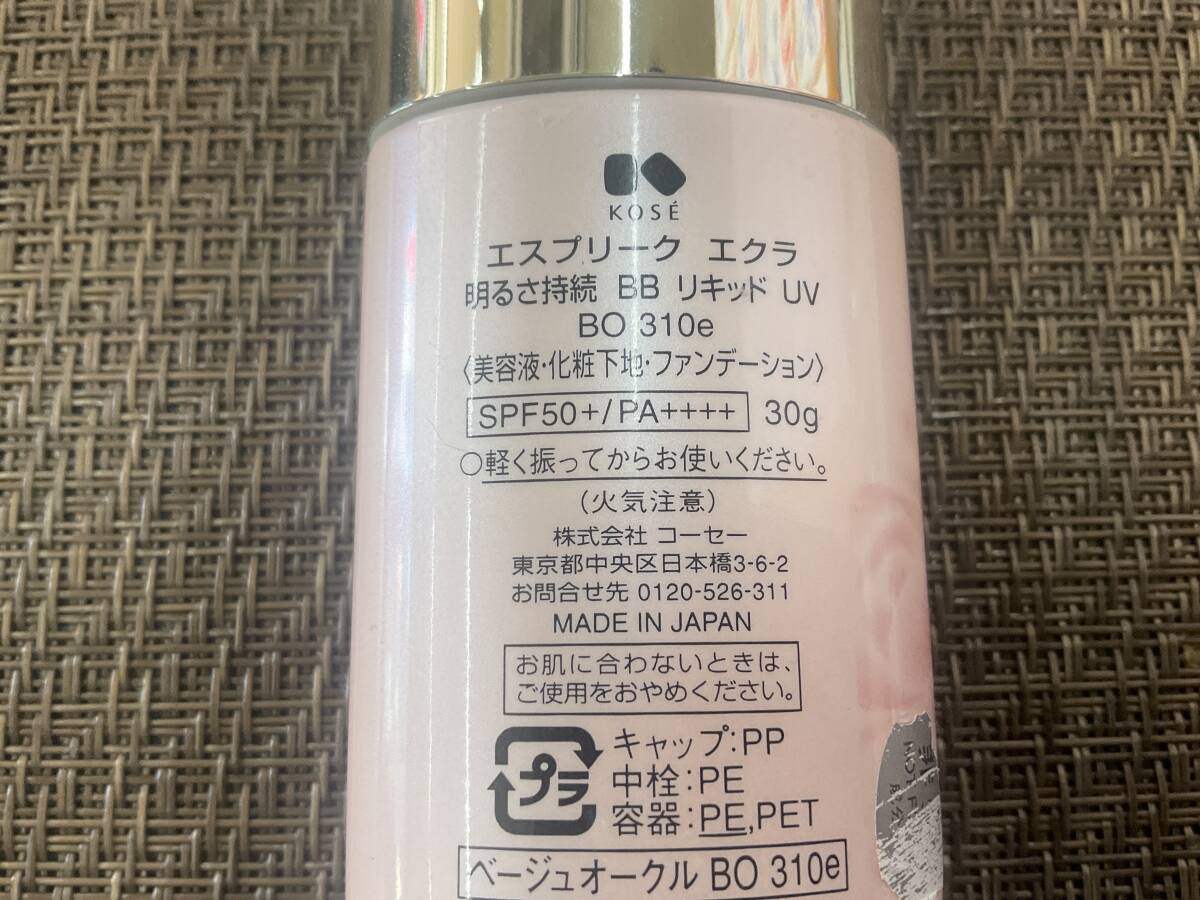 KOSÉ
エスプリーク エクラ
明るさ持続 BB リキッド UV
BO 310e
〈美容液・化粧下地・ファンデーション〉
SPF50+/PA++++ 30g
○軽く振ってからお使いください。
(火気注意)
株式会社 コーセー
東京都中央区日本橋3-6-2
お問合せ先 0120-526-311
MADE IN JAPAN
お肌に合わないときは、
ご使用をおやめください。
プラ
キャップ:PP
中栓:PE
容器:PE,PET
ベージュオークル BO 310e